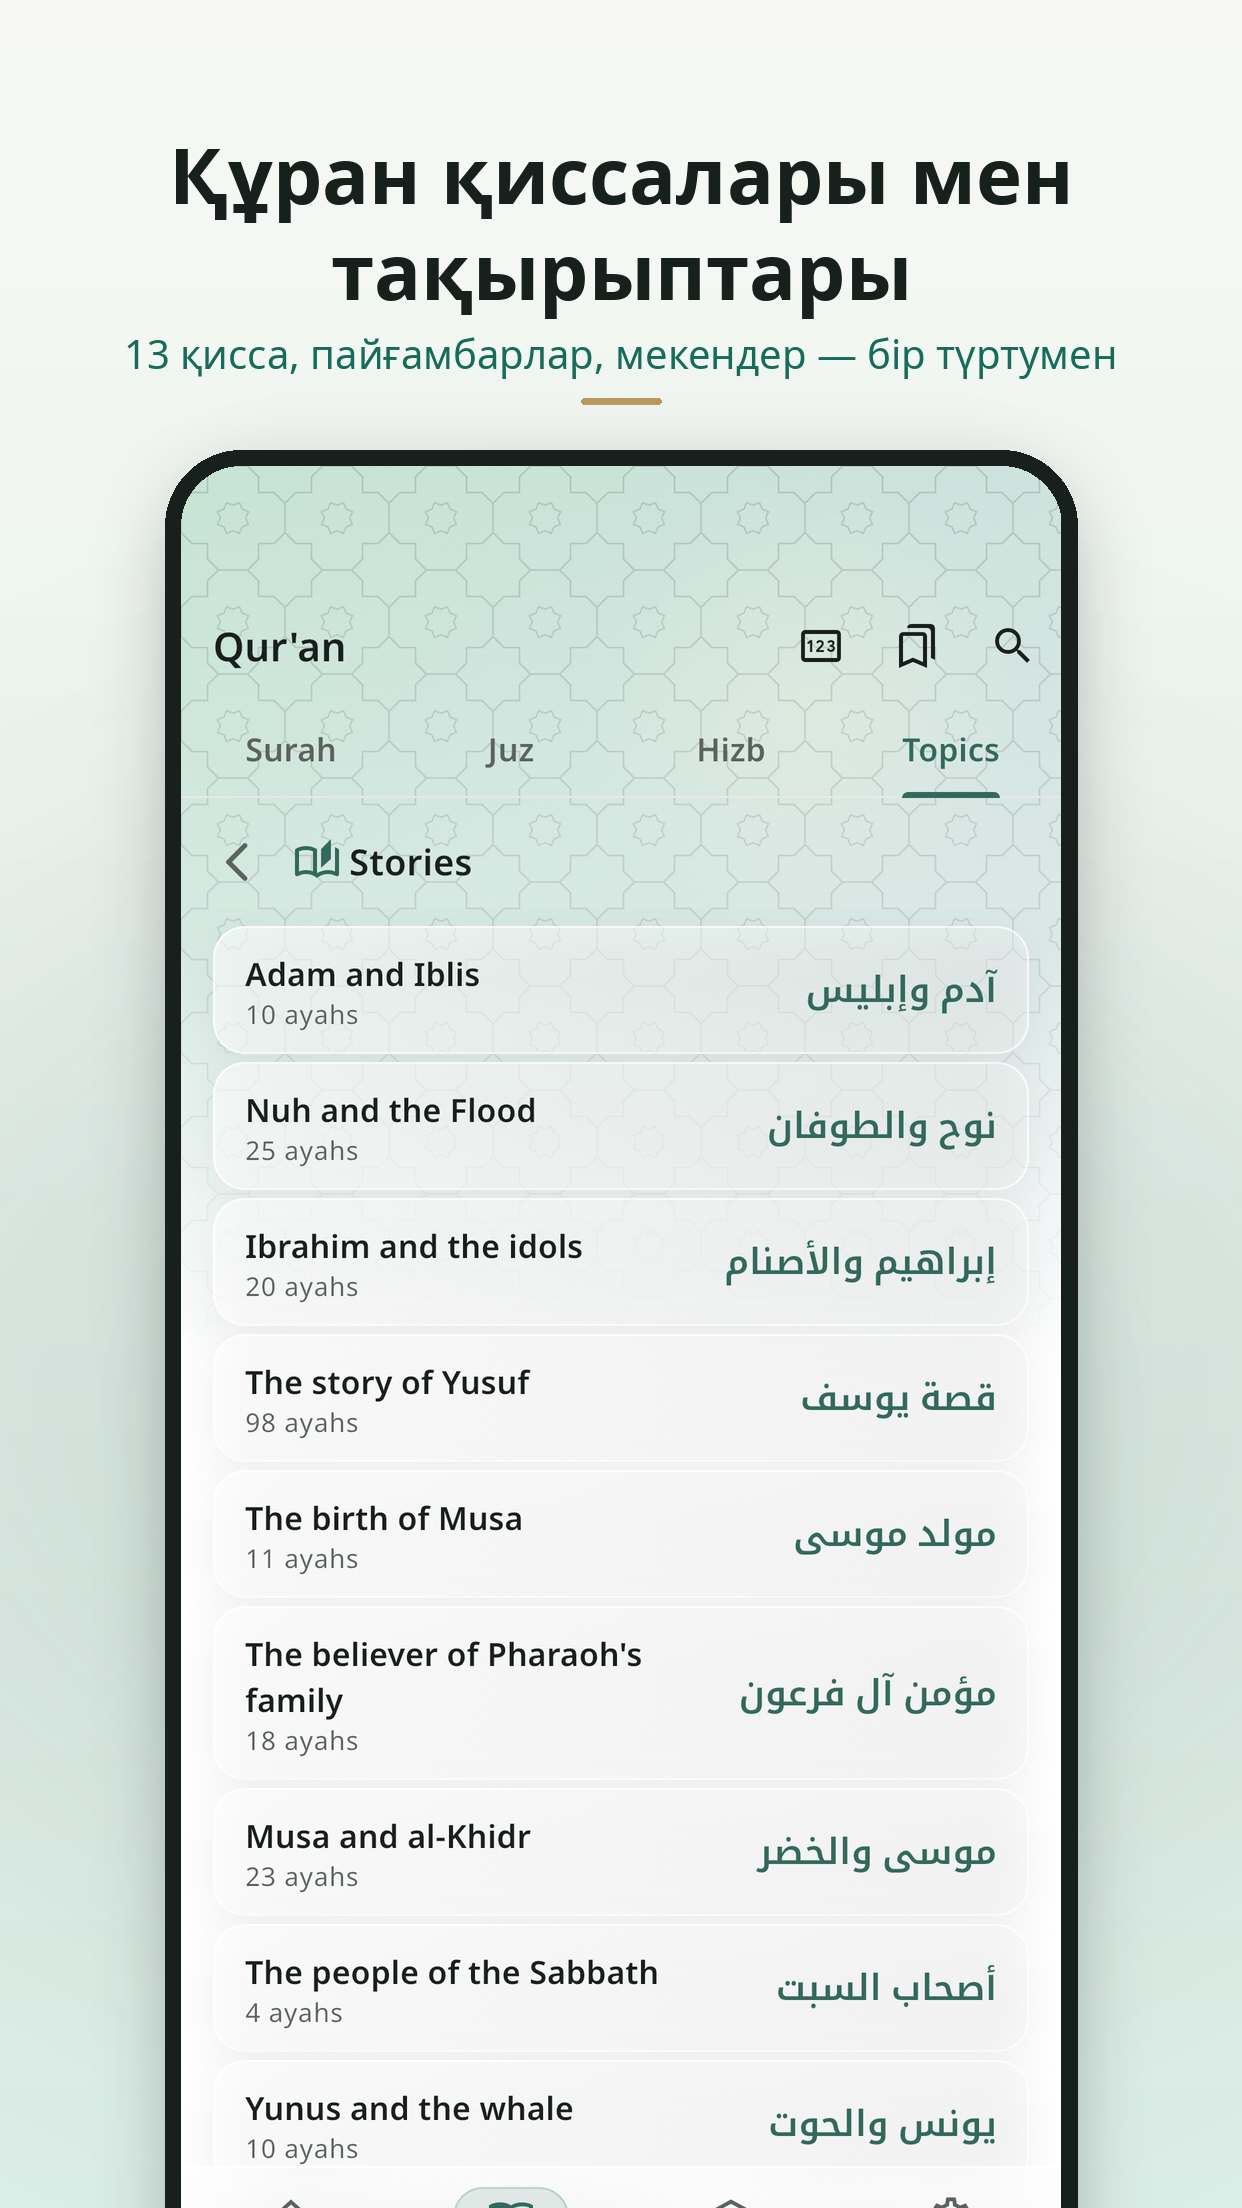 Құран қиссалары мен
тақырыптары
13 қисса, пайғамбарлар, мекендер — бір түртумен
Qur'an
123
Surah Juz Hizb Topics
Stories
Adam and Iblis
آدم وإبليس
10 ayahs
Nuh and the Flood
نوح والطوفان
25 ayahs
Ibrahim and the idols
إبراهيم والأصنام
20 ayahs
The story of Yusuf
قصة يوسف
98 ayahs
The birth of Musa
مولد موسى
11 ayahs
The believer of Pharaoh's
family
مؤمن آل فرعون
18 ayahs
Musa and al-Khidr
موسى والخضر
23 ayahs
The people of the Sabbath
أصحاب السبت
4 ayahs
Yunus and the whale
يونس والحوت
10 ayahs